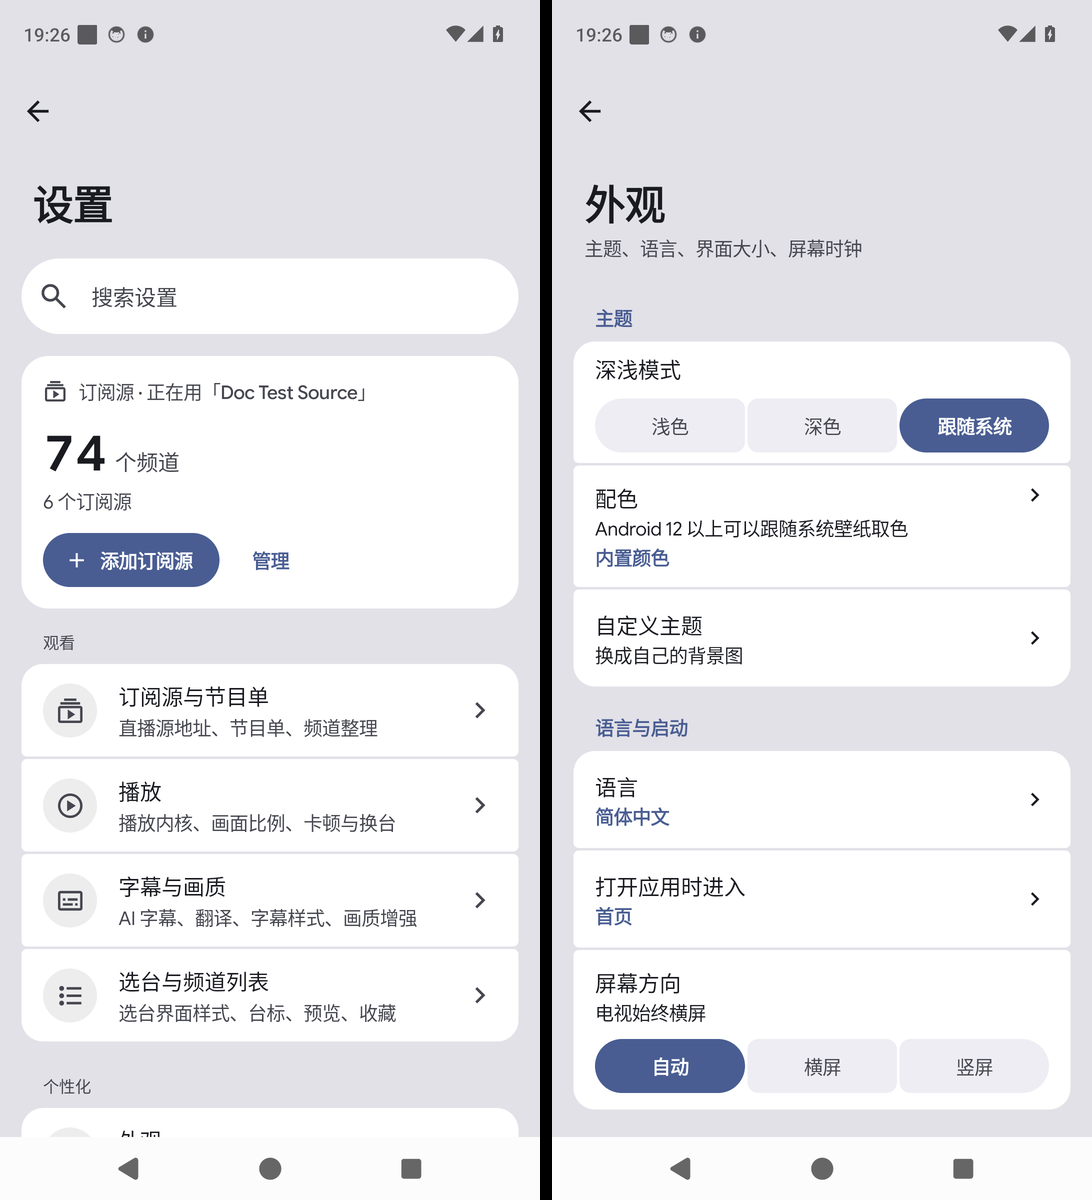 19:26
设置
搜索设置
订阅源 · 正在用「Doc Test Source」
74 个频道
6 个订阅源
+ 添加订阅源
管理
观看
订阅源与节目单
直播源地址、节目单、频道整理
播放
播放内核、画面比例、卡顿与换台
字幕与画质
AI 字幕、翻译、字幕样式、画质增强
选台与频道列表
选台界面样式、台标、预览、收藏
个性化
外观
19:26
外观
主题、语言、界面大小、屏幕时钟
主题
深浅模式
浅色
深色
跟随系统
配色
Android 12 以上可以跟随系统壁纸取色
内置颜色
自定义主题
换成自己的背景图
语言与启动
语言
简体中文
打开应用时进入
首页
屏幕方向
电视始终横屏
自动
横屏
竖屏